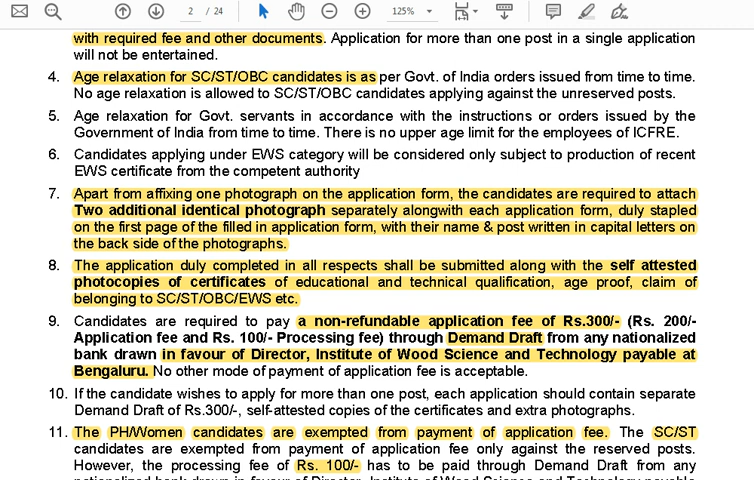 2 / 24
125%
with required fee and other documents. Application for more than one post in a single application
will not be entertained.
4. Age relaxation for SC/ST/OBC candidates is as per Govt. of India orders issued from time to time.
No age relaxation is allowed to SC/ST/OBC candidates applying against the unreserved posts.
5. Age relaxation for Govt. servants in accordance with the instructions or orders issued by the
Government of India from time to time. There is no upper age limit for the employees of ICFRE.
6. Candidates applying under EWS category will be considered only subject to production of recent
EWS certificate from the competent authority
7. Apart from affixing one photograph on the application form, the candidates are required to attach
Two additional identical photograph separately alongwith each application form, duly stapled
on the first page of the filled in application form, with their name & post written in capital letters on
the back side of the photographs.
8. The application duly completed in all respects shall be submitted along with the self attested
photocopies of certificates of educational and technical qualification, age proof, claim of
belonging to SC/ST/OBC/EWS etc.
9. Candidates are required to pay a non-refundable application fee of Rs.300/- (Rs. 200/-
Application fee and Rs. 100/- Processing fee) through Demand Draft from any nationalized
bank drawn in favour of Director, Institute of Wood Science and Technology payable at
Bengaluru. No other mode of payment of application fee is acceptable.
10. If the candidate wishes to apply for more than one post, each application should contain separate
Demand Draft of Rs.300/-, self-attested copies of the certificates and extra photographs.
11. The PH/Women candidates are exempted from payment of application fee. The SC/ST
candidates are exempted from payment of application fee only against the reserved posts.
However, the processing fee of Rs. 100/- has to be paid through Demand Draft from any
nationalized bank drawn in favour of Director, Institute of Wood Science and Technology